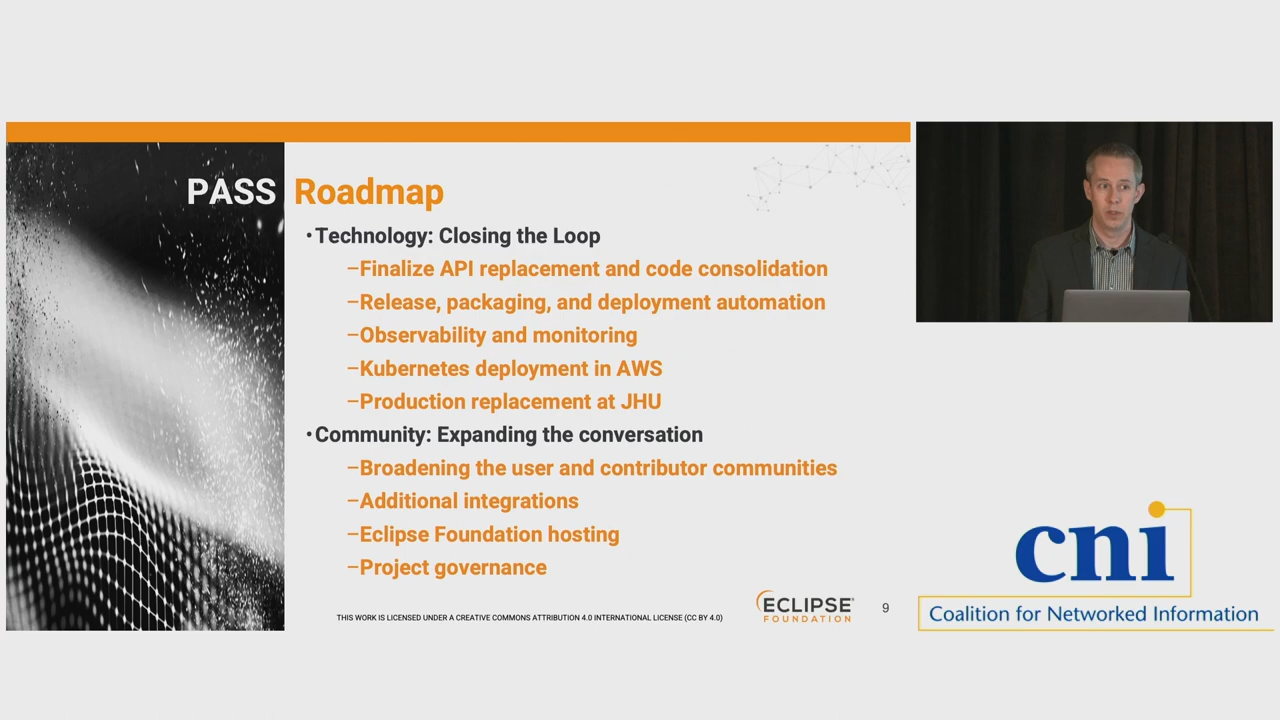 PASS Roadmap
•Technology: Closing the Loop
–Finalize API replacement and code consolidation
–Release, packaging, and deployment automation
–Observability and monitoring
–Kubernetes deployment in AWS
–Production replacement at JHU
•Community: Expanding the conversation
–Broadening the user and contributor communities
–Additional integrations
–Eclipse Foundation hosting
–Project governance
THIS WORK IS LICENSED UNDER A CREATIVE COMMONS ATTRIBUTION 4.0 INTERNATIONAL LICENSE (CC BY 4.0)
ECLIPSE
FOUNDATION
9
cni
Coalition for Networked Information